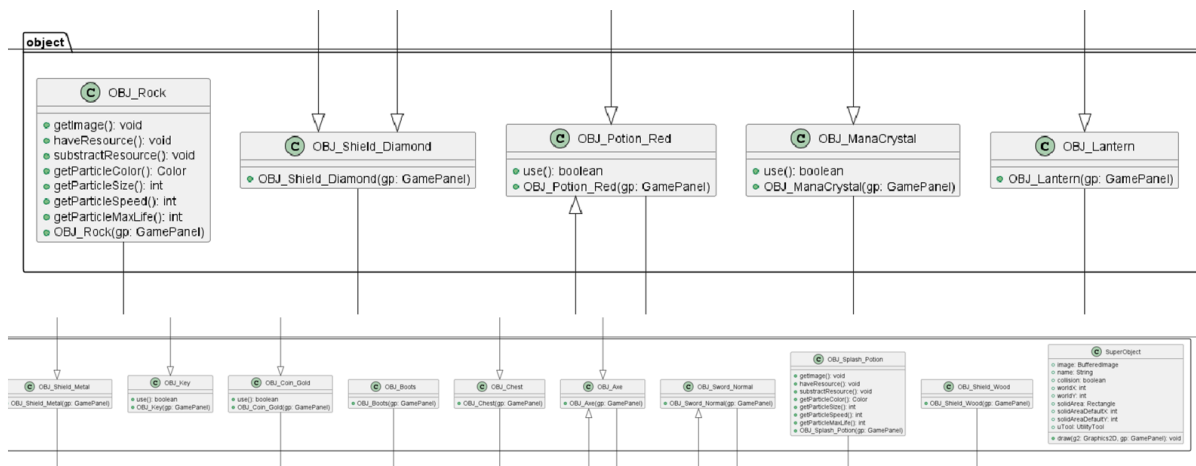 object
C OBJ_Rock
getImage(): void
haveResource(): void
substractResource(): void
getParticleColor(): Color
getParticleSize(): int
getParticleSpeed(): int
getParticleMaxLife(): int
OBJ_Rock(gp: GamePanel)
C OBJ_Shield_Diamond
OBJ_Shield_Diamond(gp: GamePanel)
C OBJ_Potion_Red
use(): boolean
OBJ_Potion_Red(gp: GamePanel)
C OBJ_ManaCrystal
use(): boolean
OBJ_ManaCrystal(gp: GamePanel)
C OBJ_Lantern
OBJ_Lantern(gp: GamePanel)
C OBJ_Shield_Metal
OBJ_Shield_Metal(gp: GamePanel)
C OBJ_Key
use(): boolean
OBJ_Key(gp: GamePanel)
C OBJ_Coin_Gold
use(): boolean
OBJ_Coin_Gold(gp: GamePanel)
C OBJ_Boots
OBJ_Boots(gp: GamePanel)
C OBJ_Chest
OBJ_Chest(gp: GamePanel)
C OBJ_Axe
OBJ_Axe(gp: GamePanel)
C OBJ_Sword_Normal
OBJ_Sword_Normal(gp: GamePanel)
C OBJ_Splash_Potion
getImage(): void
haveResource(): void
substractResource(): void
getParticleColor(): Color
getParticleSize(): int
getParticleSpeed(): int
getParticleMaxLife(): int
OBJ_Splash_Potion(gp: GamePanel)
C OBJ_Shield_Wood
OBJ_Shield_Wood(gp: GamePanel)
C SuperObject
image: BufferedImage
name: String
collision: boolean
worldX: int
worldY: int
solidArea: Rectangle
solidAreaDefaultX: int
solidAreaDefaultY: int
uTool: UtilityTool
draw(g2: Graphics2D, gp: GamePanel): void